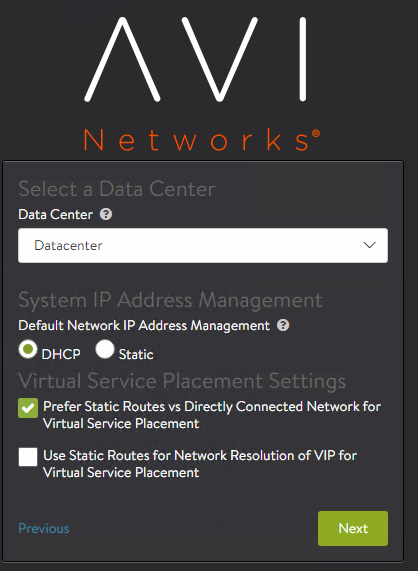 AVI
Networks®
Select a Data Center
Data Center ?
Datacenter
System IP Address Management
Default Network IP Address Management ?
DHCP Static
Virtual Service Placement Settings
Prefer Static Routes vs Directly Connected Network for
Virtual Service Placement
Use Static Routes for Network Resolution of VIP for
Virtual Service Placement
Previous Next